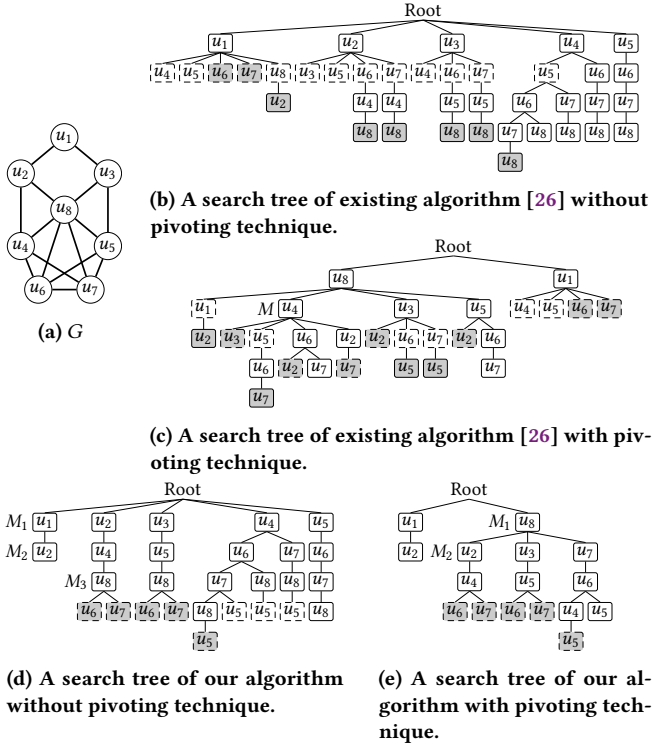 Root
u1 u2 u3 u4 u5
u4 u5 u6 u7 u8 u3 u5 u6 u7 u4 u6 u7 u5 u6 u6
u2 u4 u4 u5 u5 u6 u7 u7 u7
u8 u8 u8 u8 u7 u8 u8 u8 u8
u8
(b) A search tree of existing algorithm [26] without
pivoting technique.
u1
u2 u3
u8
u4 u5
u6 u7
(a) G
Root
u8 u1
u1 M u4 u3 u5 u4 u5 u6 u7
u2 u3 u5 u6 u2 u2 u6 u7 u2 u6
u6 u2 u7 u7 u5 u5 u7
u7
(c) A search tree of existing algorithm [26] with piv-
oting technique.
Root
M1 u1 u2 u3 u4 u5
M2 u2 u4 u5 u6 u7 u6
M3 u8 u8 u7 u8 u8 u7
u6 u7 u6 u7 u8 u5 u5 u5 u8
u5
(d) A search tree of our algorithm
without pivoting technique.
Root
u1 M1 u8
u2 M2 u2 u3 u7
u4 u5 u6
u6 u7 u6 u7 u4 u5
u5
(e) A search tree of our al-
gorithm with pivoting tech-
nique.